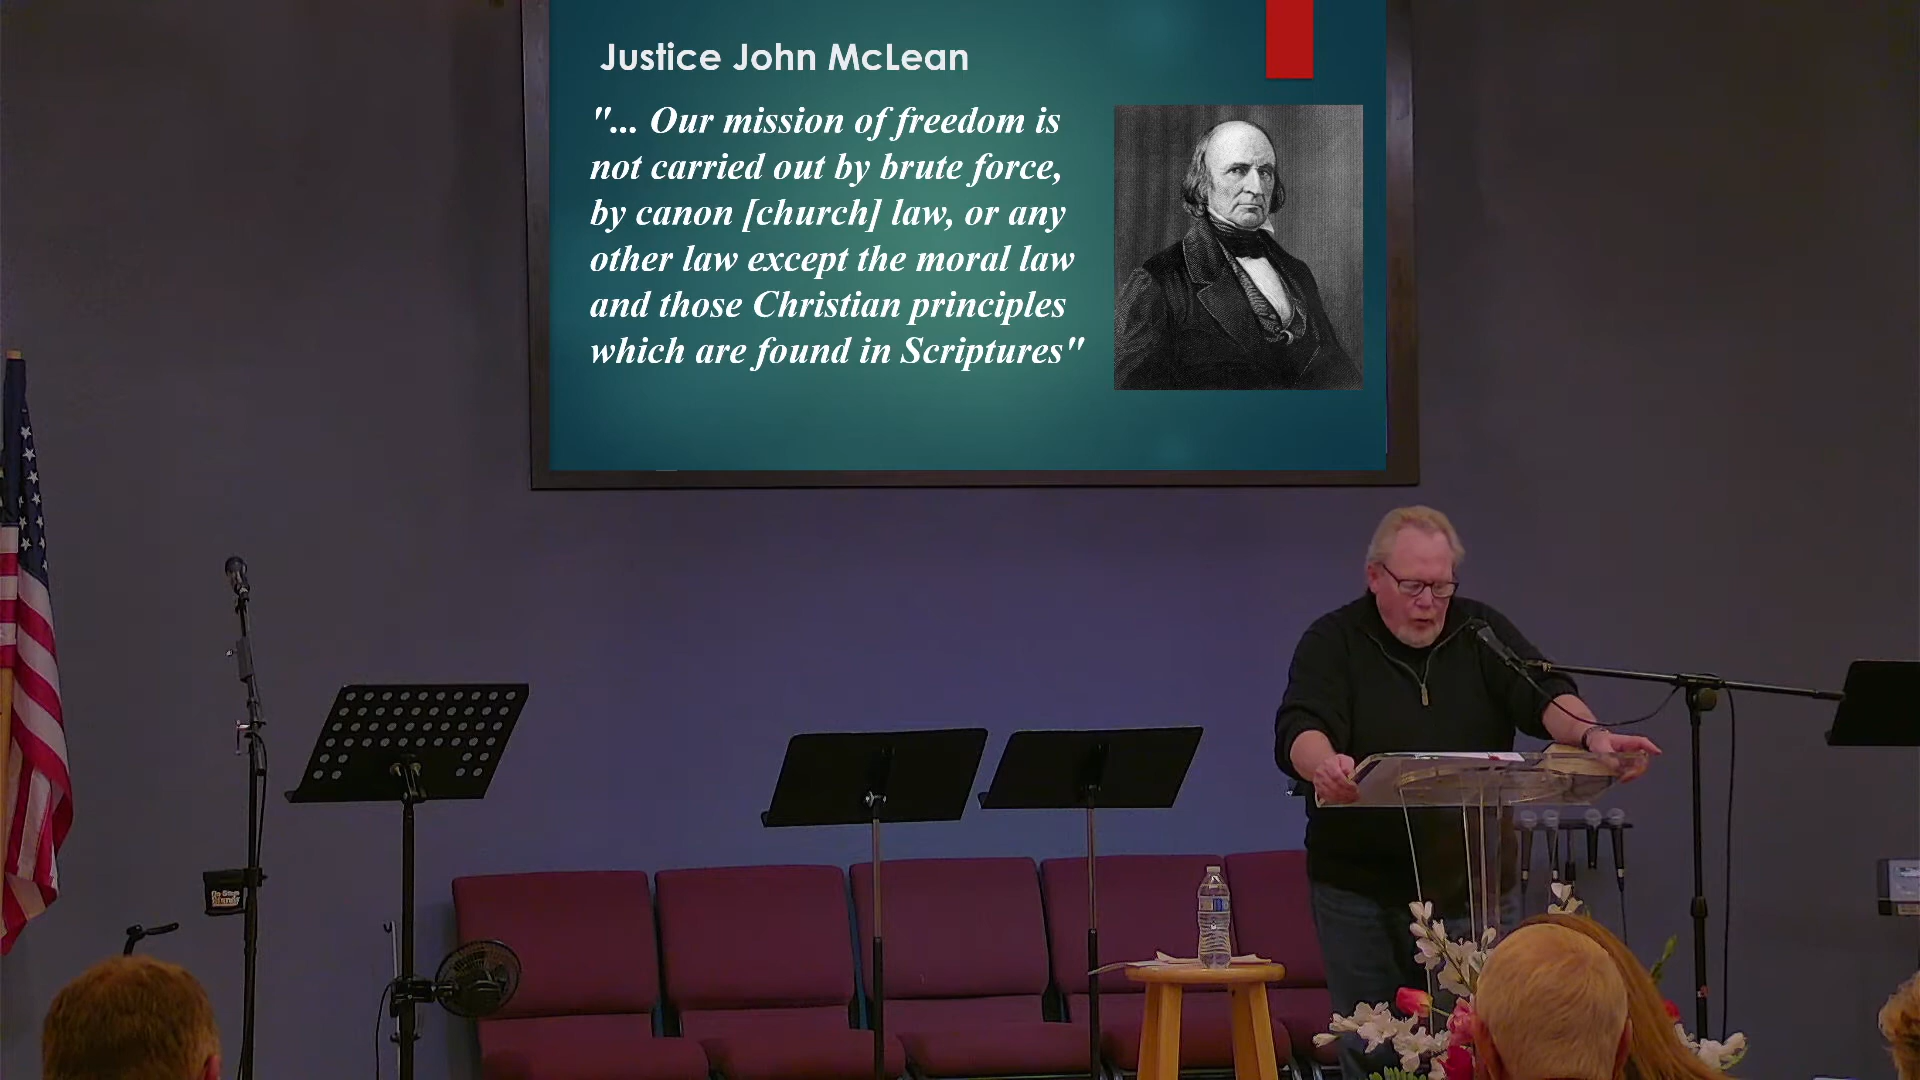 Justice John McLean
"... Our mission of freedom is
not carried out by brute force,
by canon [church] law, or any
other law except the moral law
and those Christian principles
which are found in Scriptures"